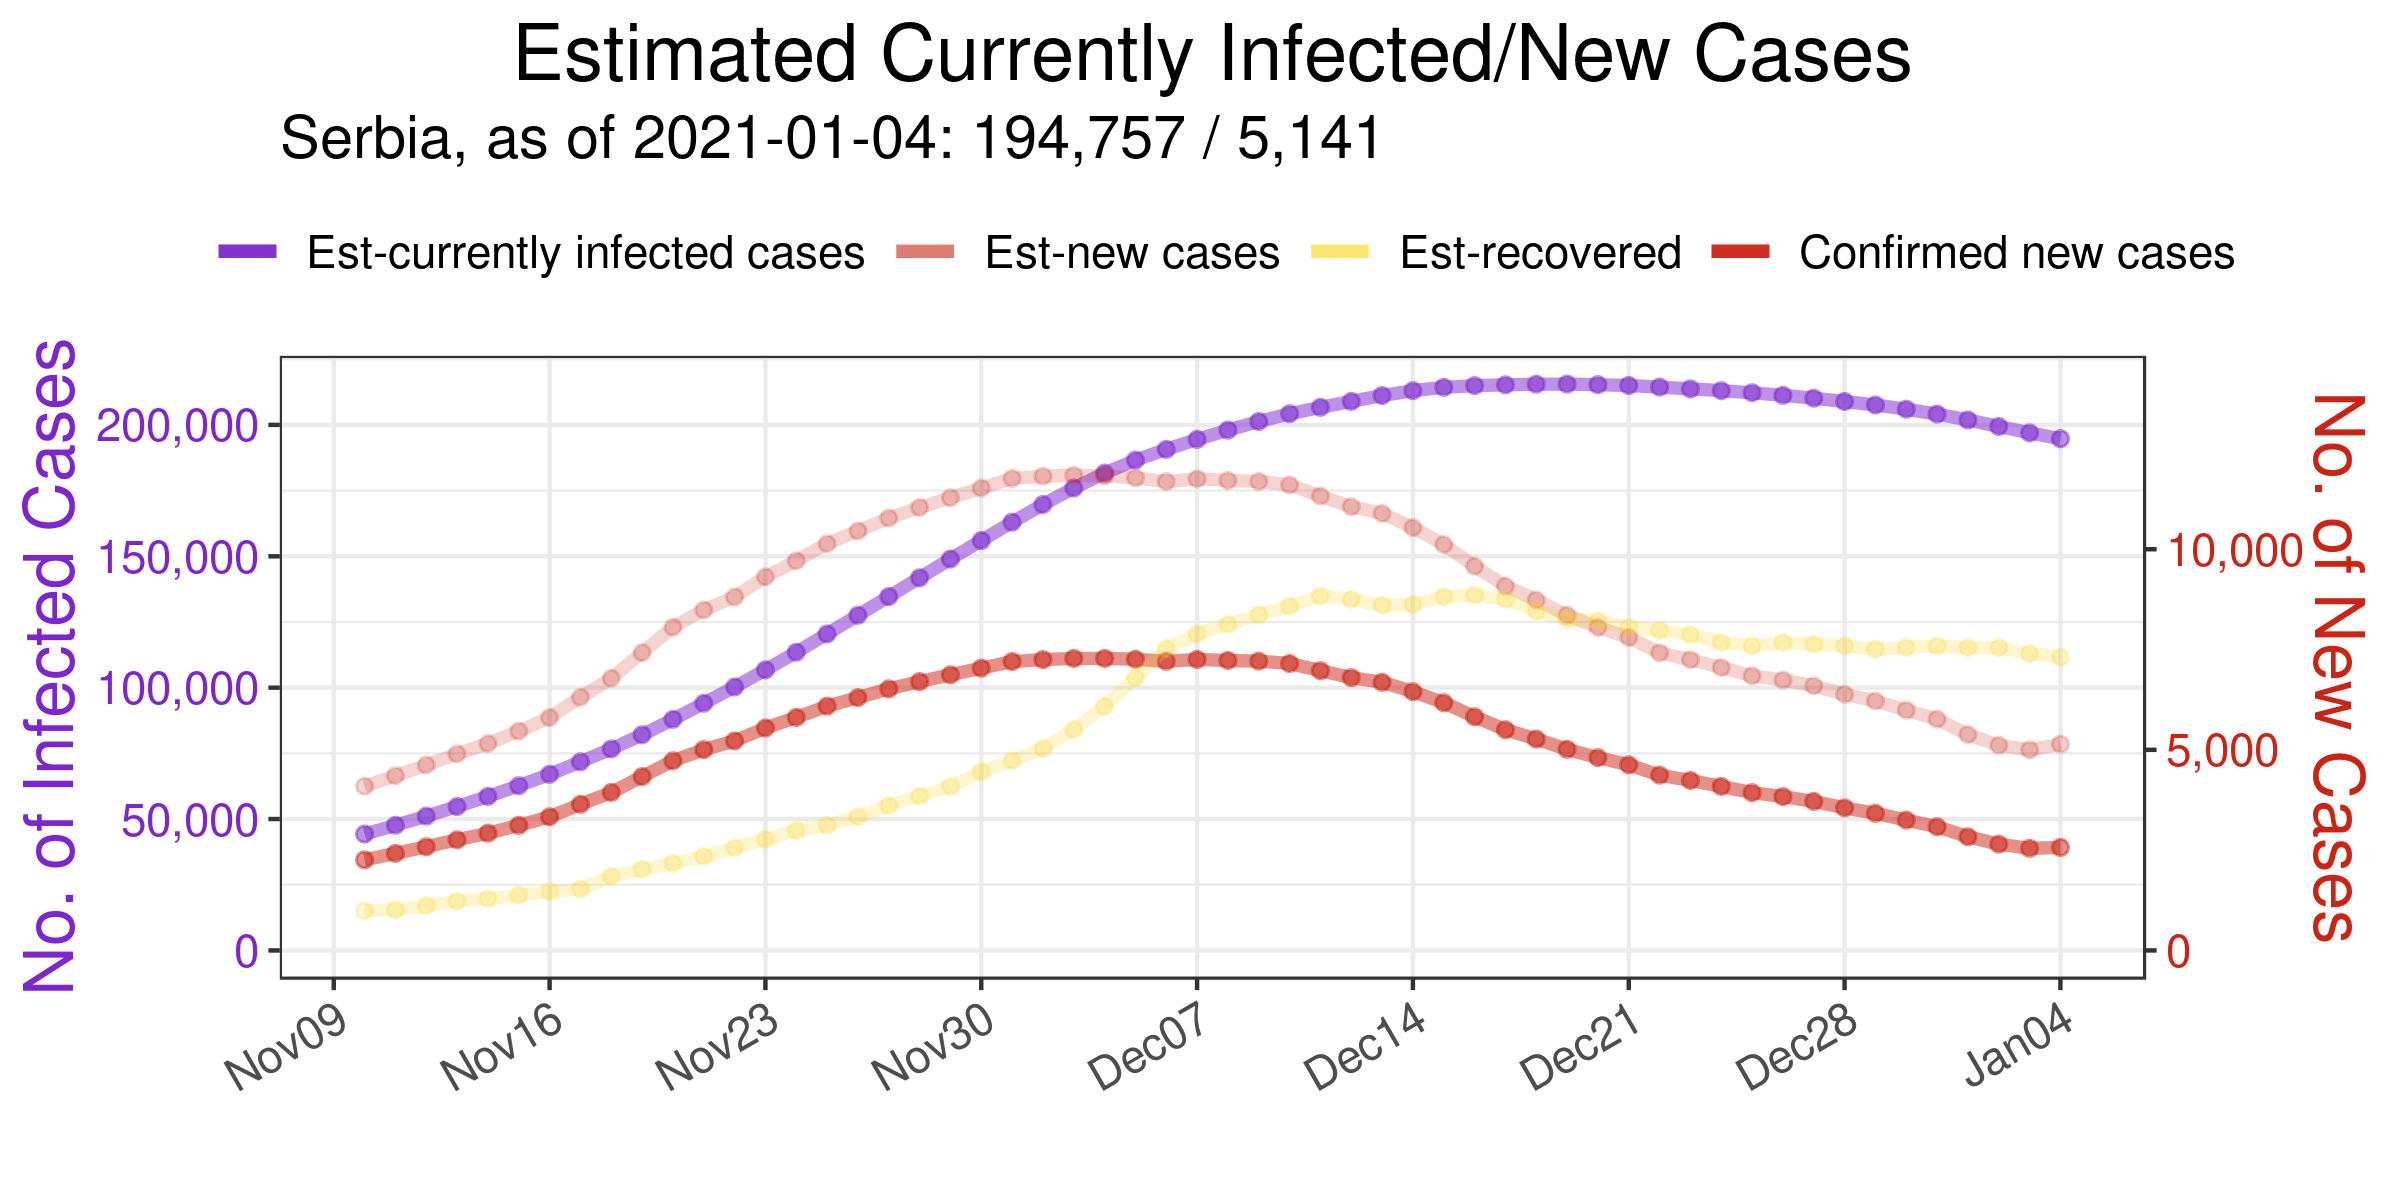 Estimated Currently Infected/New Cases
Serbia, as of 2021-01-04: 194,757 / 5,141
Est-currently infected cases Est-new cases Est-recovered Confirmed new cases
No. of Infected Cases
200,000
150,000
100,000
50,000
0
10,000
5,000
0
No. of New Cases
Nov09 Nov16 Nov23 Nov30 Dec07 Dec14 Dec21 Dec28 Jan04